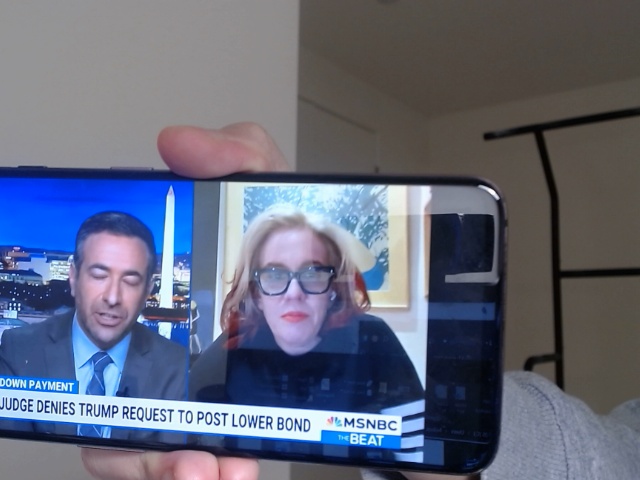 DOWN PAYMENT
JUDGE DENIES TRUMP REQUEST TO POST LOWER BOND
MSNBC
THE BEAT